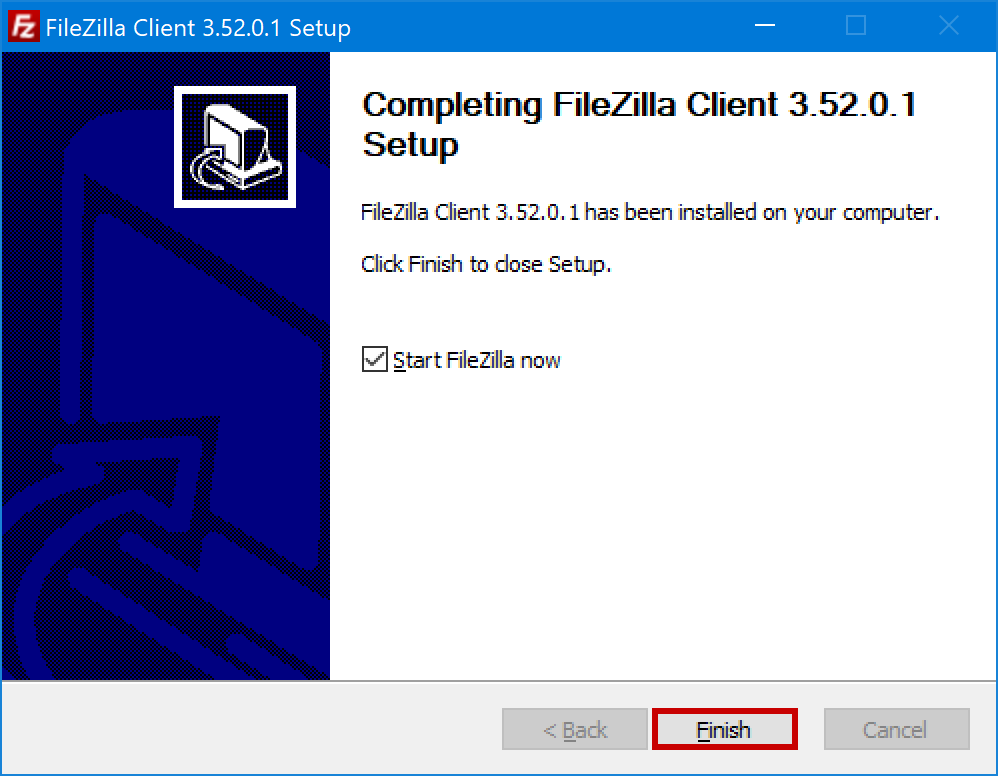 FileZilla Client 3.52.0.1 Setup
Completing FileZilla Client 3.52.0.1
Setup
FileZilla Client 3.52.0.1 has been installed on your computer.
Click Finish to close Setup.
Start FileZilla now
< Back
Finish
Cancel